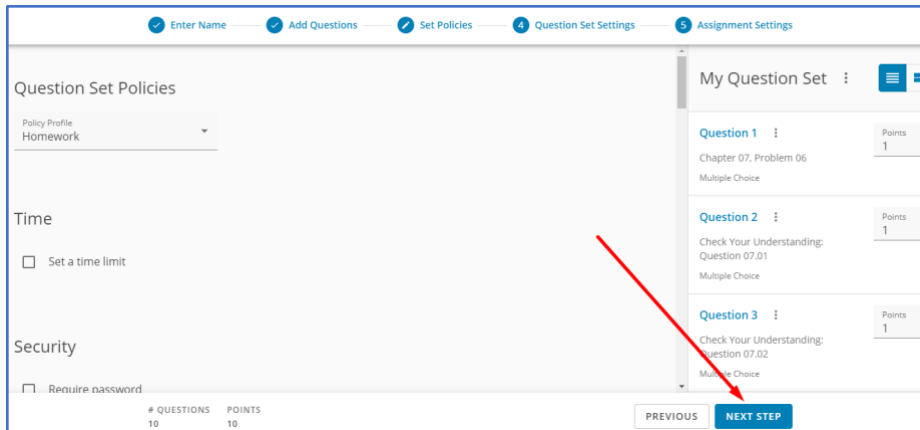 Enter Name
Add Questions
Set Policies
4 Question Set Settings
5 Assignment Settings
Question Set Policies
Policy Profile
Homework
Time
Set a time limit
Security
Require password
My Question Set
Question 1
Points
1
Chapter 07, Problem 06
Multiple Choice
Question 2
Points
1
Check Your Understanding:
Question 07.01
Multiple Choice
Question 3
Points
1
Check Your Understanding:
Question 07.02
Multiple Choice
# QUESTIONS POINTS
10 10
PREVIOUS NEXT STEP